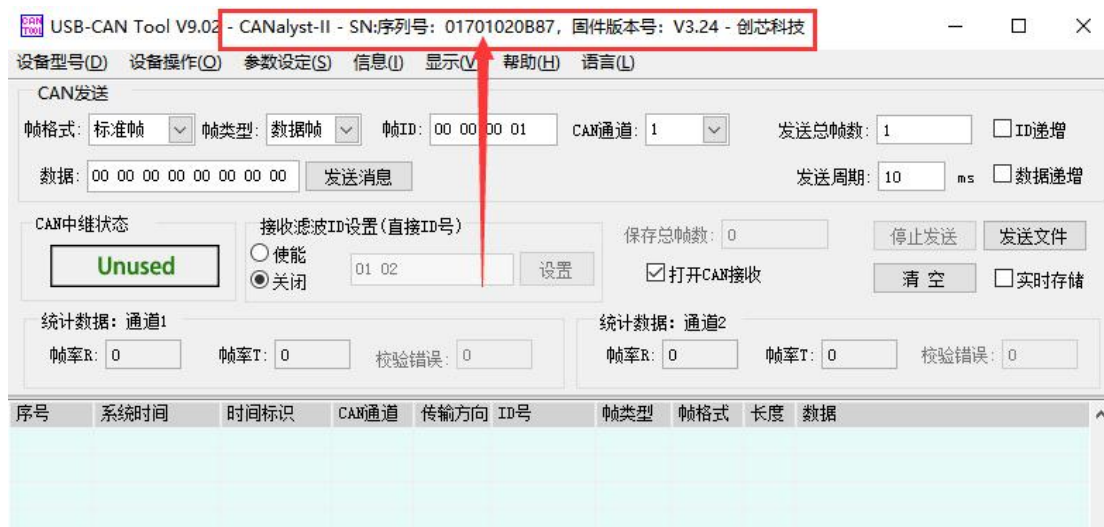 CAN TOOL USB-CAN Tool V9.02 - CANalyst-II - SN:序列号: 01701020B87, 固件版本号: V3.24 - 创芯科技
设备型号(D) 设备操作(O) 参数设定(S) 信息(I) 显示(V) 帮助(H) 语言(L)
CAN发送
帧格式: 标准帧 帧类型: 数据帧 帧ID: 00 00 00 01 CAN通道: 1 发送总帧数: 1 ID递增
数据: 00 00 00 00 00 00 00 00 发送消息 发送周期: 10 ms 数据递增
CAN中继状态 接收滤波ID设置(直接ID号) 保存总帧数: 0 停止发送 发送文件
Unused 使能 01 02 设置 打开CAN接收 清 空 实时存储
关闭
统计数据: 通道1 统计数据: 通道2
帧率R: 0 帧率T: 0 校验错误: 0 帧率R: 0 帧率T: 0 校验错误: 0
序号 系统时间 时间标识 CAN通道 传输方向 ID号 帧类型 帧格式 长度 数据